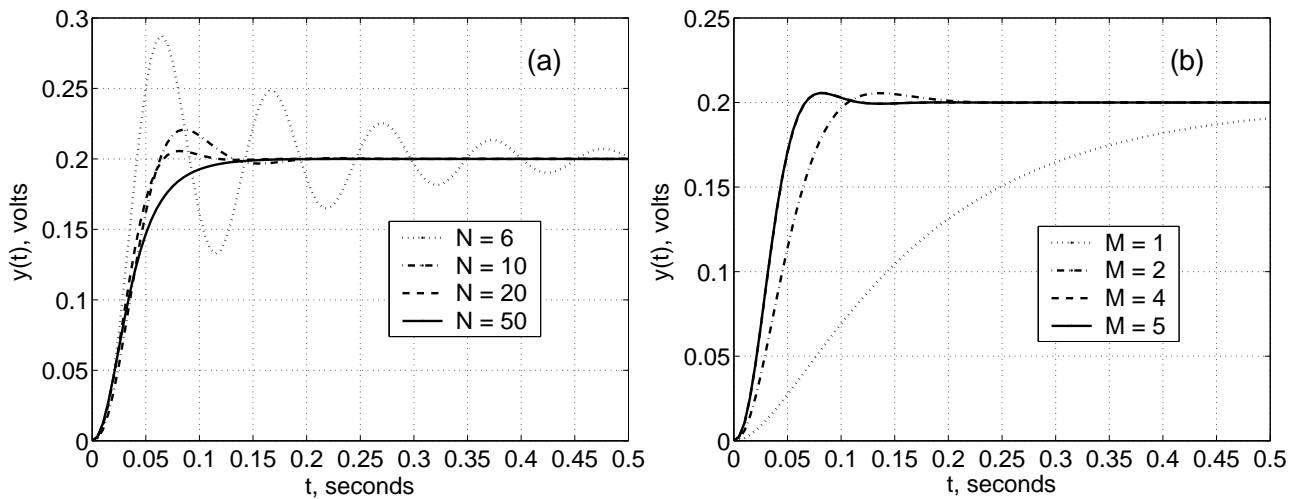 (a)
y(t), volts
0.3
0.25
0.2
0.15
0.1
0.05
0
N = 6
N = 10
N = 20
N = 50
0 0.05 0.1 0.15 0.2 0.25 0.3 0.35 0.4 0.45 0.5
t, seconds
(b)
y(t), volts
0.25
0.2
0.15
0.1
0.05
0
M = 1
M = 2
M = 4
M = 5
0 0.05 0.1 0.15 0.2 0.25 0.3 0.35 0.4 0.45 0.5
t, seconds